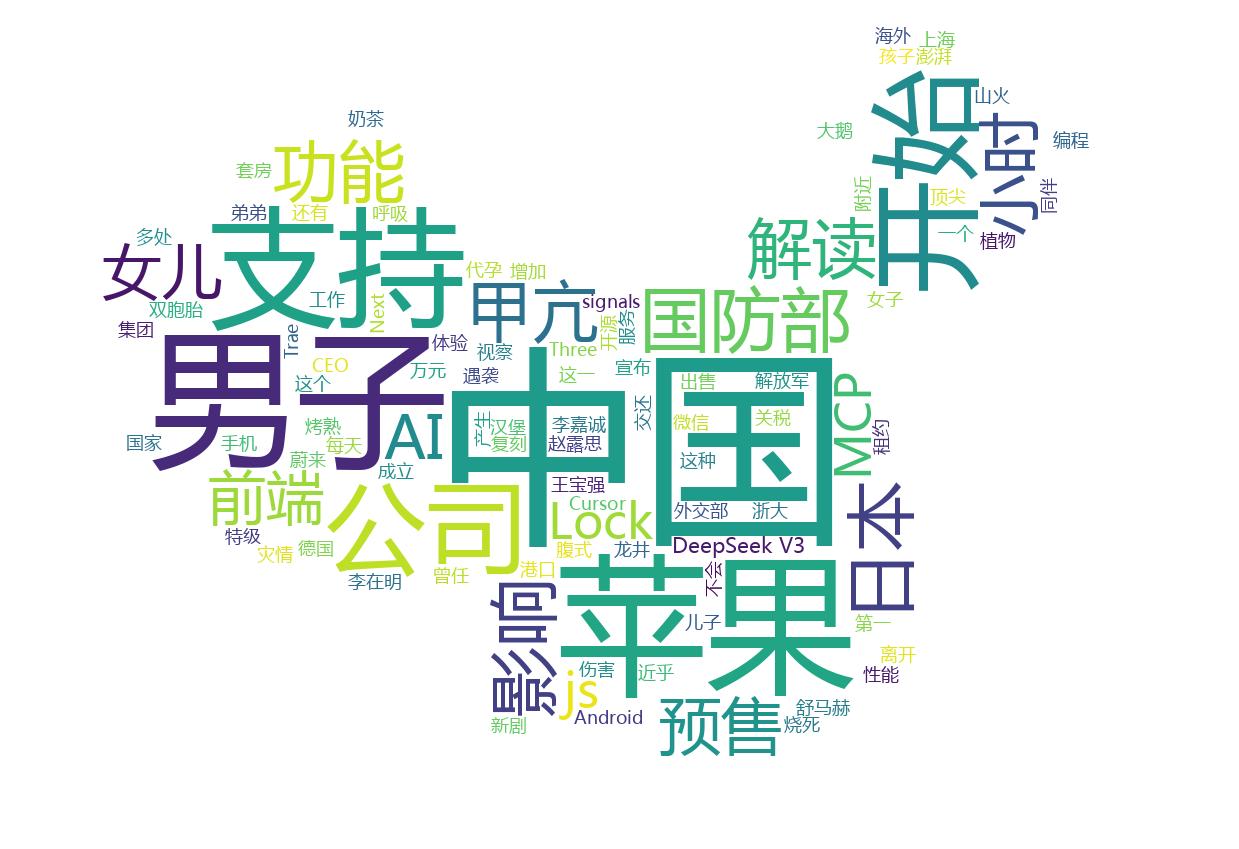 海外
上海
孩子
澎湃
开始
山火
小时
大鹅
编程
奶茶
功能
套房
附近
顶尖
同伴
弟弟
还有
呼吸
支持
解读
一个
植物
女儿
多处
双胞胎
工作
Next
代孕
增加
甲亢
signals
国防部
女子
集团
男子
Trae
体验
视察
Three
开源
服务
CEO
这个
万元
遇袭
这一
宣布
中国
出售
解放军
MCP
国家
手机
烤熟
每天
AI
产生
汉堡
复刻
李嘉诚
赵露思
交还
微信
关税
租约
蔚来
成立
这种
前端
公司
王宝强
Cursor
Lock
外交部
浙大
日本
特级
灾情
德国
李在明
曾任
腹式
龙井
DeepSeek V3
港口
苹果
不会
影响
儿子
第一
伤害
近乎
离开
性能
js
Android
新剧
预售
舒马赫
烧死